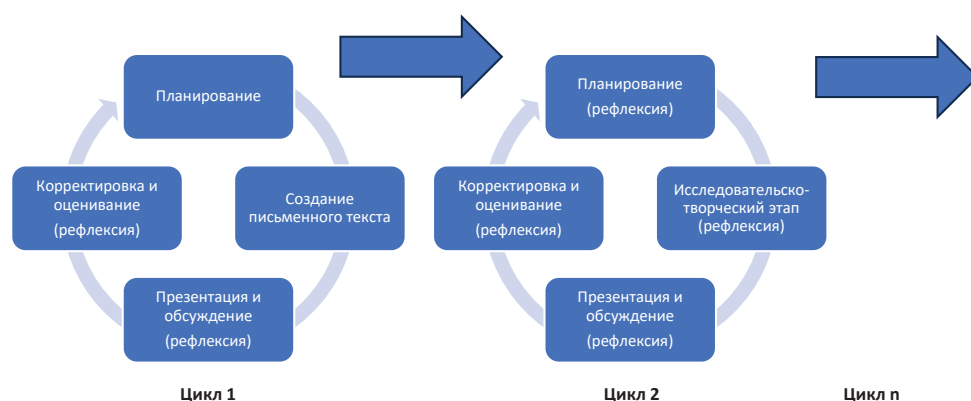 Планирование
Создание
письменного текста
Презентация и
обсуждение
(рефлексия)
Корректировка и
оценивание
(рефлексия)
Цикл 1
Планирование
(рефлексия)
Исследовательско-
творческий этап
(рефлексия)
Презентация и
обсуждение
(рефлексия)
Корректировка и
оценивание
(рефлексия)
Цикл 2
Цикл n